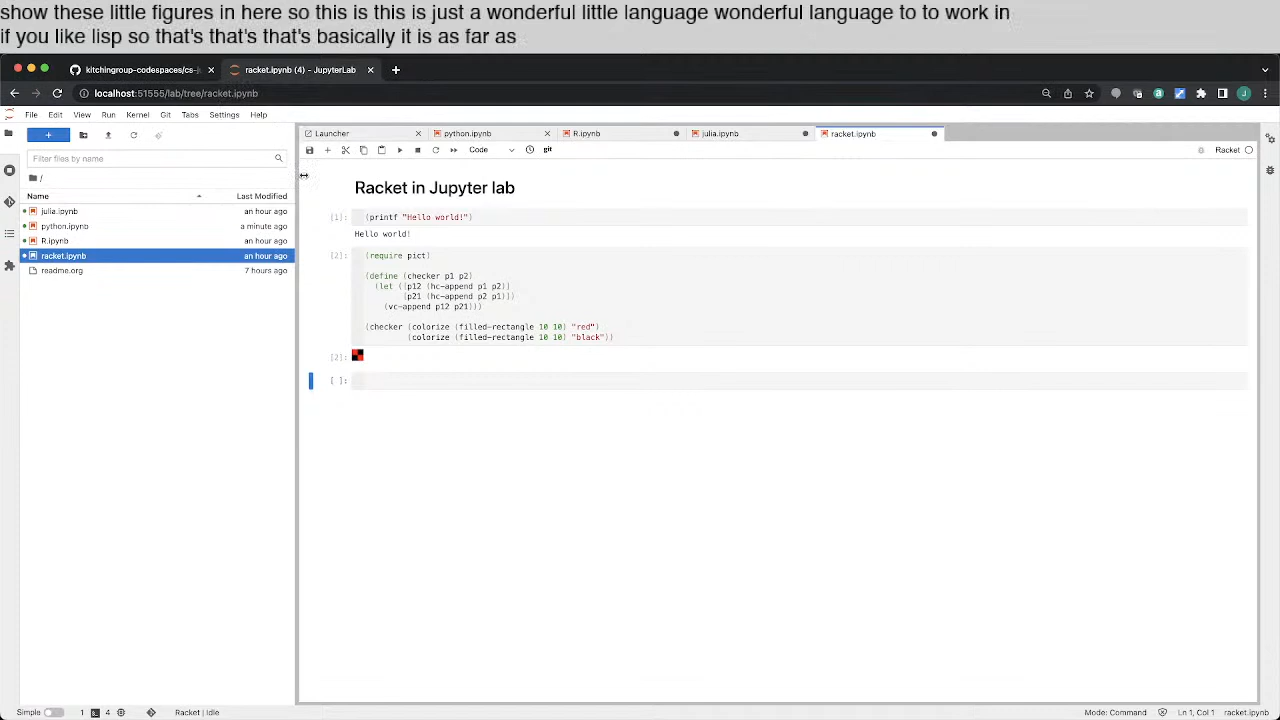 show these little figures in here so this is this is just a wonderful little language wonderful language to to work in
if you like lisp so that's that's that's basically it is as far as
kitchingroup-codespaces/cs-j
racket.ipynb (4) - JupyterLab
localhost:51555/lab/tree/racket.ipynb
J
File Edit View Run Kernel Git Tabs Settings Help
Launcher
python.ipynb
R.ipynb
julia.ipynb
racket.ipynb
Code
git
Racket
Filter files by name
/
Name Last Modified
julia.ipynb an hour ago
python.ipynb a minute ago
R.ipynb an hour ago
racket.ipynb an hour ago
readme.org 7 hours ago
Racket in Jupyter lab
[1]: (printf "Hello world!")
Hello world!
[2]: (require pict)
(define (checker p1 p2)
(let ([p12 (hc-append p1 p2)]
[p21 (hc-append p2 p1)])
(vc-append p12 p21)))
(checker (colorize (filled-rectangle 10 10) "red")
(colorize (filled-rectangle 10 10) "black"))
[2]:
[ ]:
Simple 1 4 Racket | Idle Mode: Command Ln 1, Col 1 racket.ipynb